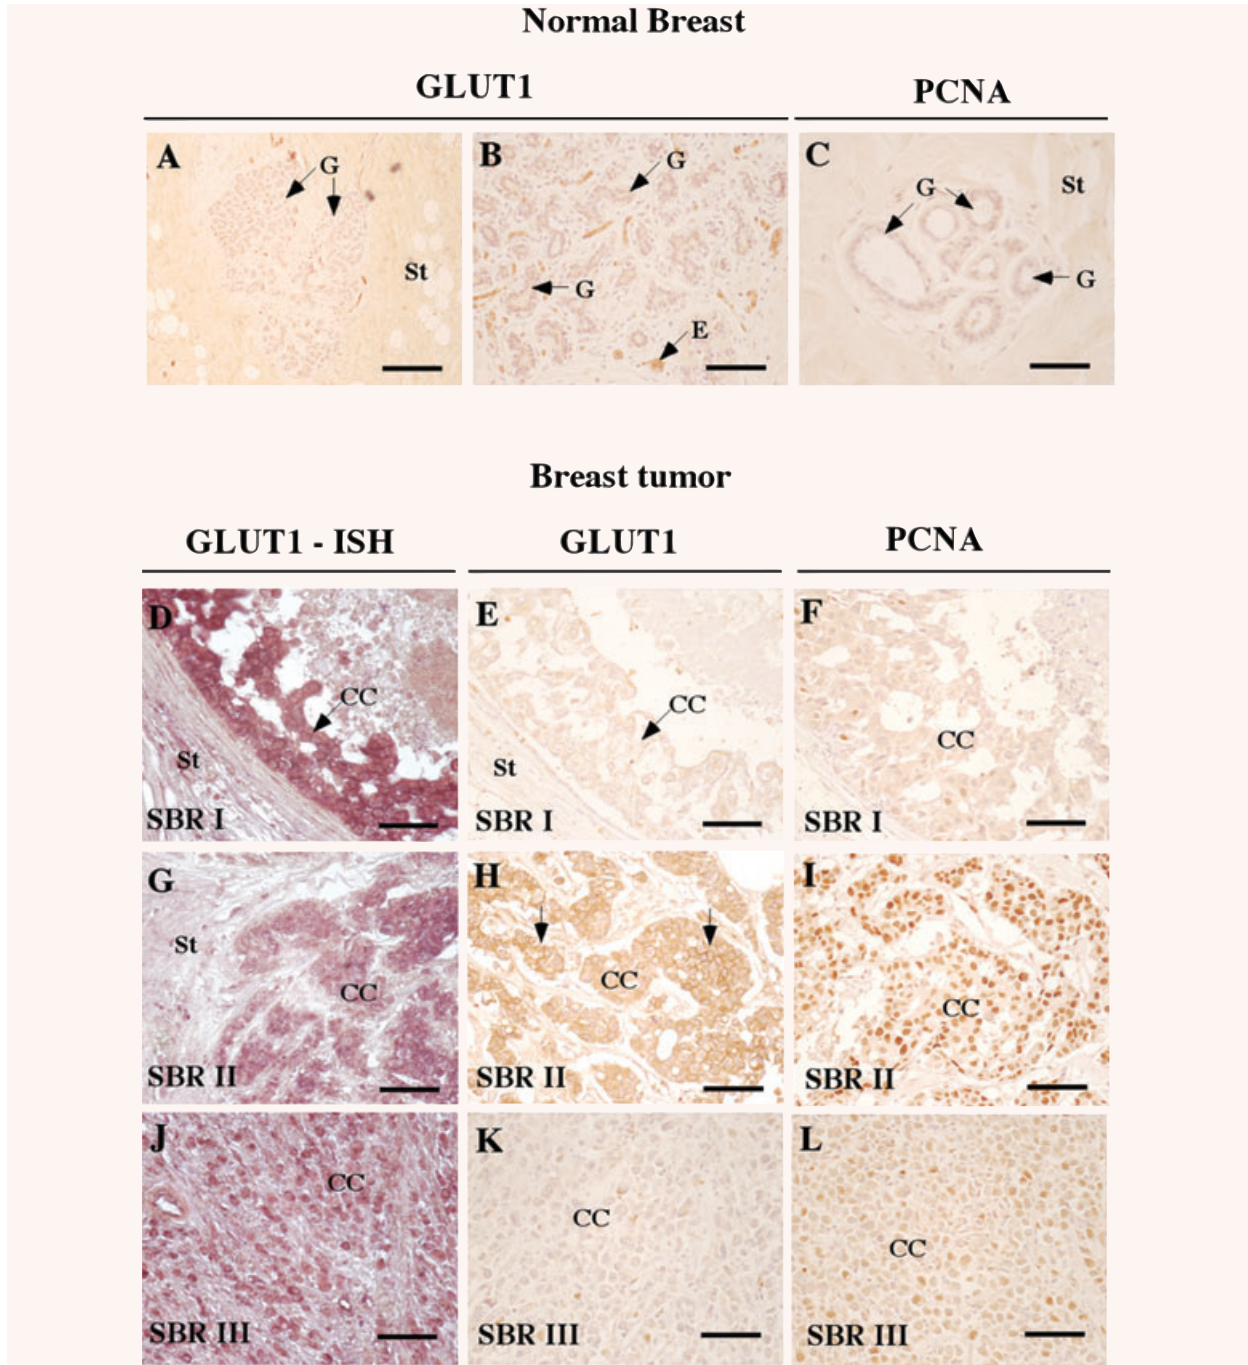 Normal Breast
GLUT1
PCNA
A
G
St
B
G
G
E
C
G
St
G
Breast tumor
GLUT1 - ISH
GLUT1
PCNA
D
CC
St
SBR I
E
CC
St
SBR I
F
CC
SBR I
G
St
CC
SBR II
H
CC
SBR II
I
CC
SBR II
J
CC
SBR III
K
CC
SBR III
L
CC
SBR III